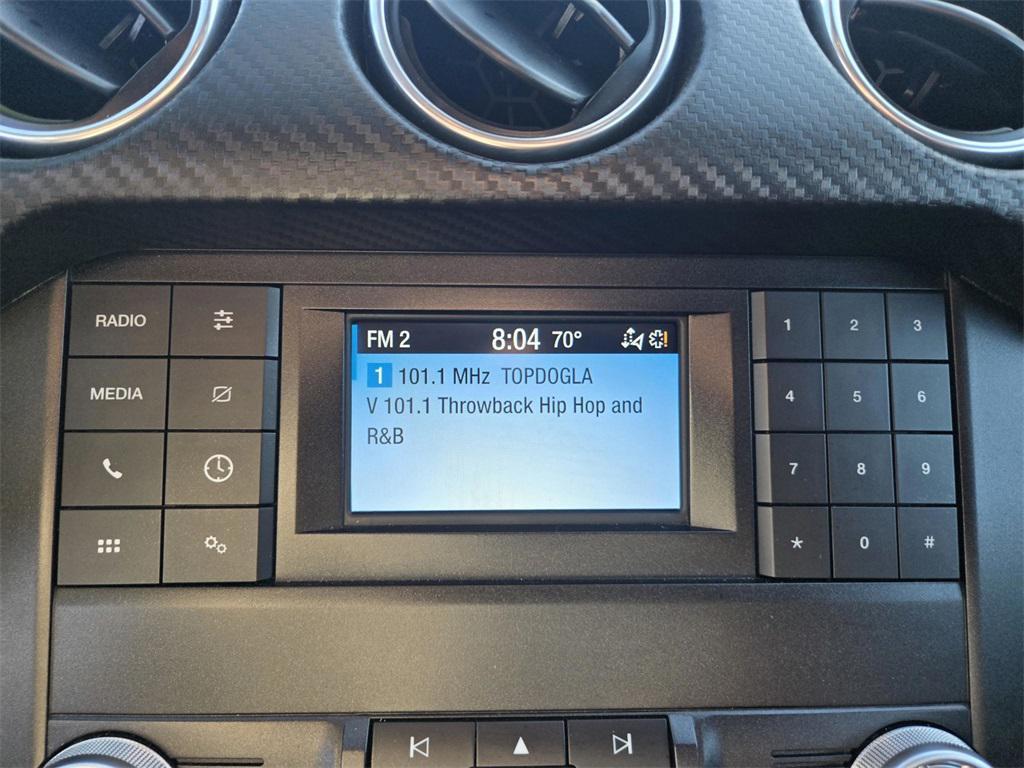 RADIO
MEDIA
FM 2 8:04 70°
1 101.1 MHz TOPDOGLA
V 101.1 Throwback Hip Hop and
R&B
1 2 3
4 5 6
7 8 9
* 0 #